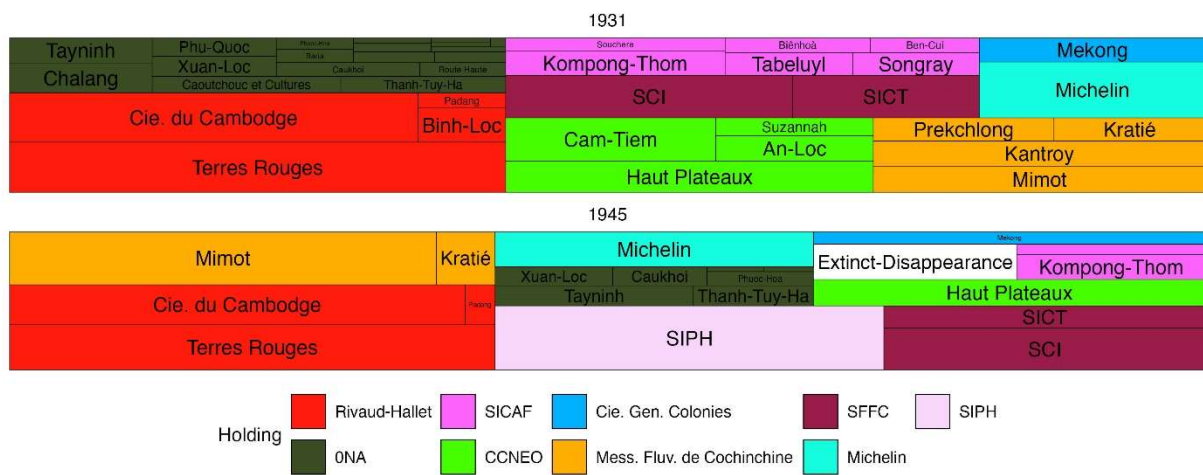 1931
Tayninh
Chalang
Phu-Quoc
Xuan-Loc
Caoutchouc et Cultures
Baria
Caukhoi
Route Haute
Thanh-Tuy-Ha
Cie. du Cambodge
Padang
Binh-Loc
Terres Rouges
Souchere
Biênhoà
Ben-Cui
Kompong-Thom
Tabeluyl
Songray
SCI
SICT
Mekong
Michelin
Cam-Tiem
Suzannah
An-Loc
Haut Plateaux
Prekchlong
Kratié
Kantroy
Mimot
1945
Mimot
Kratié
Cie. du Cambodge
Padang
Terres Rouges
Michelin
Xuan-Loc
Caukhoi
Phuoc-Hoa
Tayninh
Thanh-Tuy-Ha
SIPH
Mekong
Extinct-Disappearance
Kompong-Thom
Haut Plateaux
SICT
SCI
Holding
Rivaud-Hallet
SICAF
Cie. Gen. Colonies
SFFC
SIPH
0NA
CCNEO
Mess. Fluv. de Cochinchine
Michelin